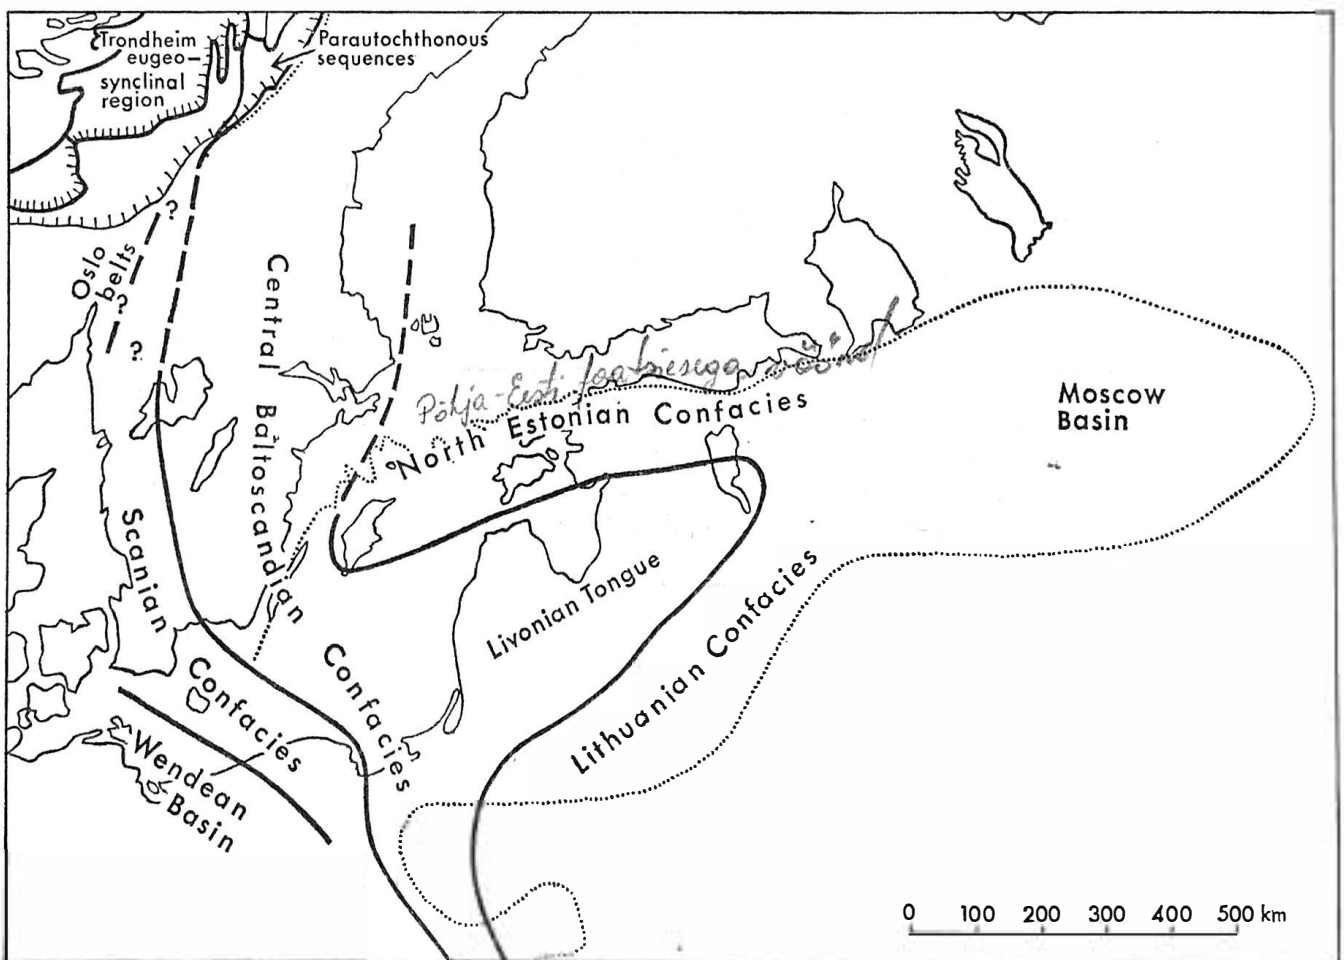 Trondheim
eugeo—
synclinal
region
Parautochthonous
sequences
?
Oslo
belts
?
?
Central Baltoscandian Confacies
Põhja-Eesti faatsiesega vöönd
North Estonian Confacies
Moscow
Basin
Scanian Confacies
Livonian Tongue
Lithuanian Confacies
Wendean
Basin
0 100 200 300 400 500 km